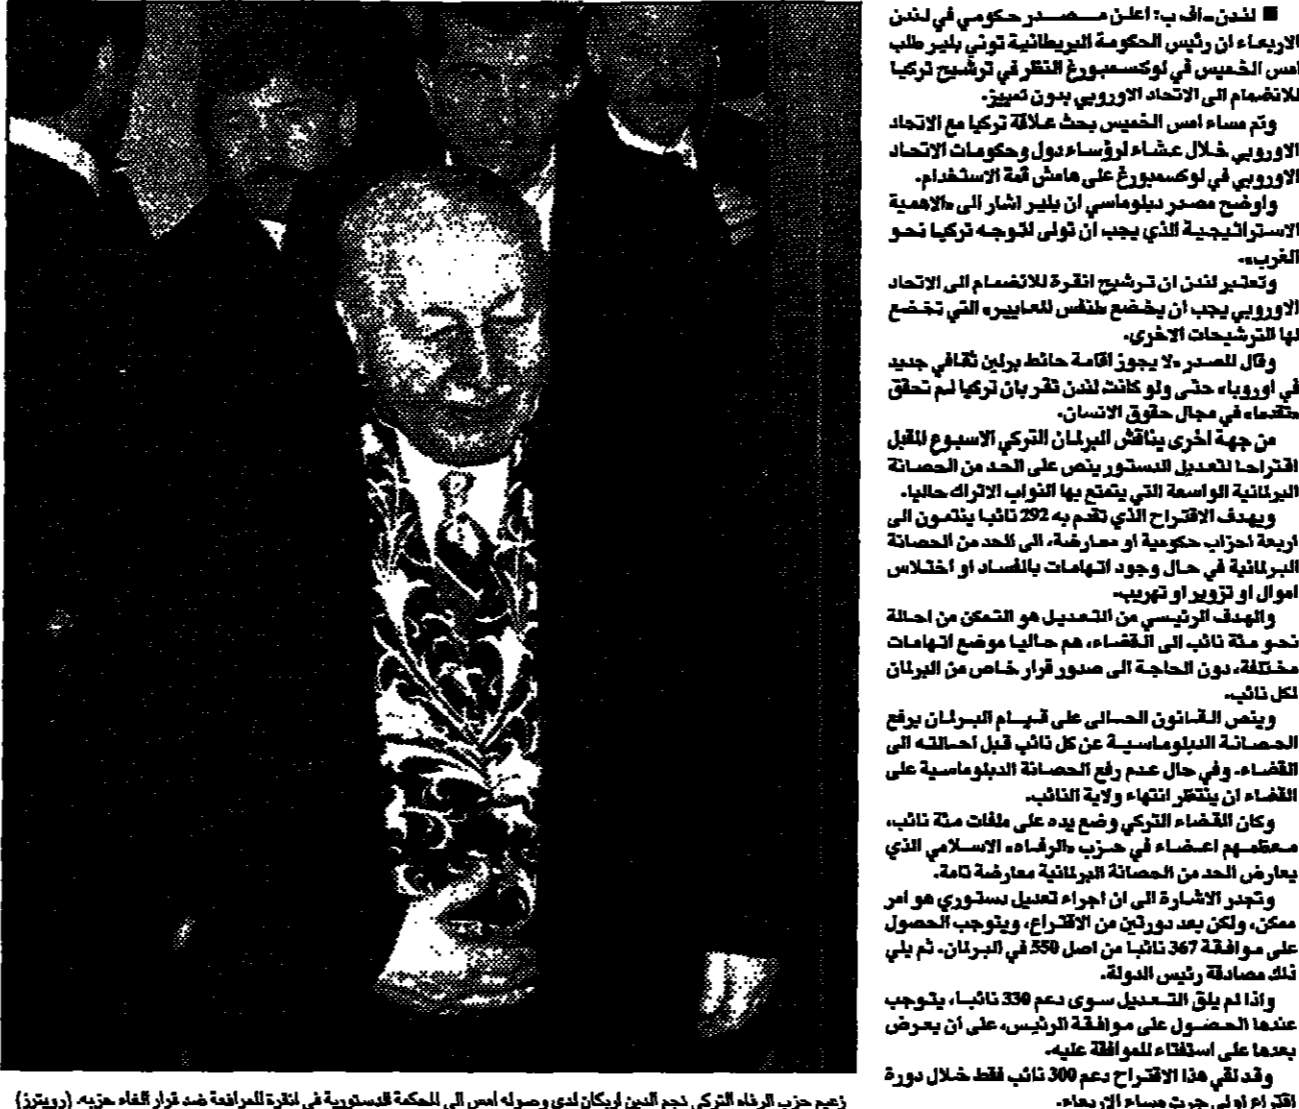 ■ لندن ـ اف ب: اعلن مصدر حكومي في لندن
الاربعاء ان رئيس الحكومة البريطانية توني بلير طلب
امس الخميس في لوكسمبورغ النظر في ترشيح تركيا
للانضمام الى الاتحاد الاوروبي بدون تمييز.
وتم مساء امس الخميس بحث علاقة تركيا مع الاتحاد
الاوروبي خلال عشاء لرؤساء دول وحكومات الاتحاد
الاوروبي في لوكسمبورغ على هامش قمة الاستخدام.
واوضح مصدر دبلوماسي ان بلير اشار الى «الاهمية
الاستراتيجية الذي يجب ان تولى لتوجه تركيا نحو
الغرب».
وتعتبر لندن ان ترشيح انقرة للانضمام الى الاتحاد
الاوروبي يجب أن يخضع «لنفس المعايير» التي تخضع
لها الترشيحات الاخرى.
وقال المصدر «لا يجوز اقامة حائط برلين ثقافي جديد
في اوروبا» حتى ولو كانت لندن تقر بان تركيا لم تحقق
«تقدما» في مجال حقوق الانسان.
من جهة اخرى يناقش البرلمان التركي الاسبوع المقبل
اقتراحا لتعديل الدستور ينص على الحد من الحصانة
البرلمانية الواسعة التي يتمتع بها النواب الاتراك حاليا.
ويهدف الاقتراح الذي تقدم به 292 نائبا ينتمون الى
اربعة احزاب حكومية او معارضة، الى الحد من الحصانة
البرلمانية في حال وجود اتهامات بالفساد او اختلاس
اموال او تزوير او تهريب.
والهدف الرئيسي من التعديل هو التمكن من احالة
نحو مئة نائب الى القضاء، هم حاليا موضع اتهامات
مختلفة، دون الحاجة الى صدور قرار خاص من البرلمان
لكل نائب.
وينص القانون الحالى على قيام البرلمان برفع
الحصانة الدبلوماسية عن كل نائب قبل احالته الى
القضاء. وفي حال عدم رفع الحصانة الدبلوماسية على
القضاء ان ينتظر انتهاء ولاية النائب.
وكان القضاء التركي وضع يده على ملفات مئة نائب،
معظمهم اعضاء في حزب «الرفاه» الاسلامي الذي
يعارض الحد من الحصانة البرلمانية معارضة تامة.
وتجدر الاشارة الى ان اجراء تعديل دستوري هو امر
ممكن، ولكن بعد دورتين من الاقتراع، ويتوجب الحصول
على موافقة 367 نائبا من اصل 550 في البرلمان. ثم يلي
ذلك مصادقة رئيس الدولة.
واذا لم يلق التعديل سوى دعم 330 نائبا، يتوجب
عندها الحصول على موافقة الرئيس، على أن يعرض
بعدها على استفتاء للموافقة عليه.
وقد لقي هذا الاقتراح دعم 300 نائب فقط خلال دورة
اقتراع اولى جرت مساء الاربعاء.
زعيم حزب الرفاه التركي نجم الدين اربكان لدى وصوله امس الى المحكمة الدستورية في انقرة للمرافعة ضد قرار الغاء حزبه. (رويترز)